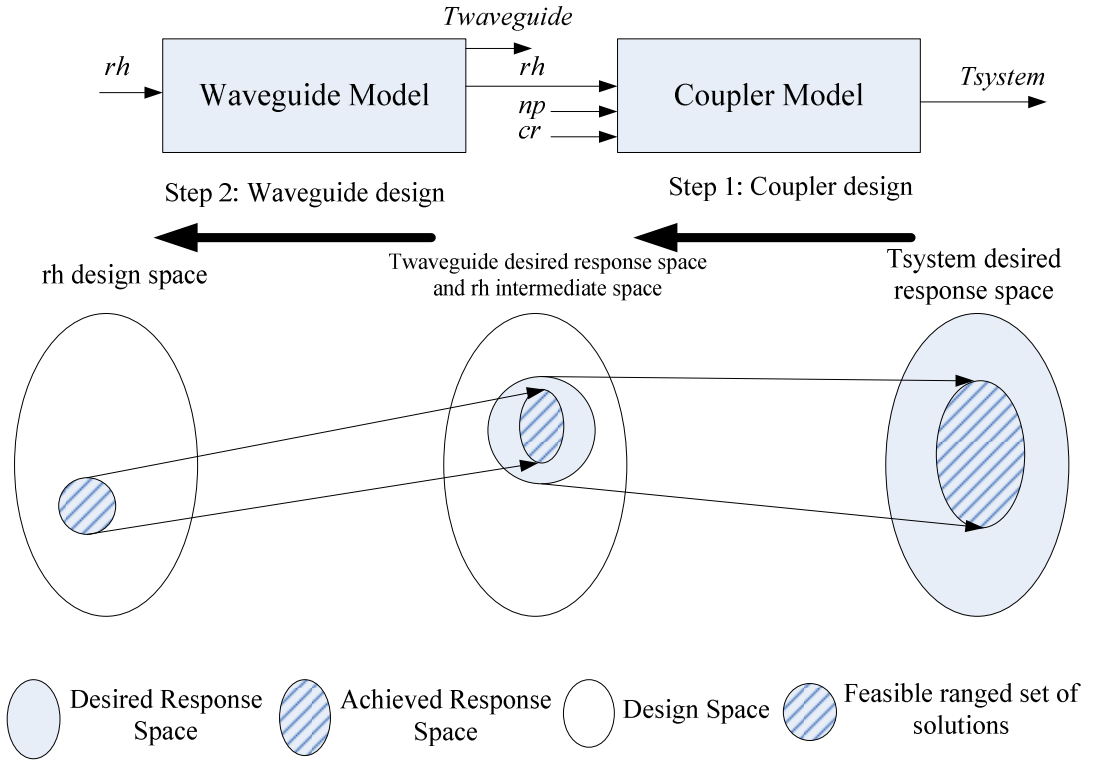 Twaveguide
rh
Waveguide Model
rh
np
cr
Coupler Model
Tsystem
Step 2: Waveguide design
Step 1: Coupler design
rh design space
Twaveguide desired response space
and rh intermediate space
Tsystem desired
response space
Desired Response
Space
Achieved Response
Space
Design Space
Feasible ranged set of
solutions